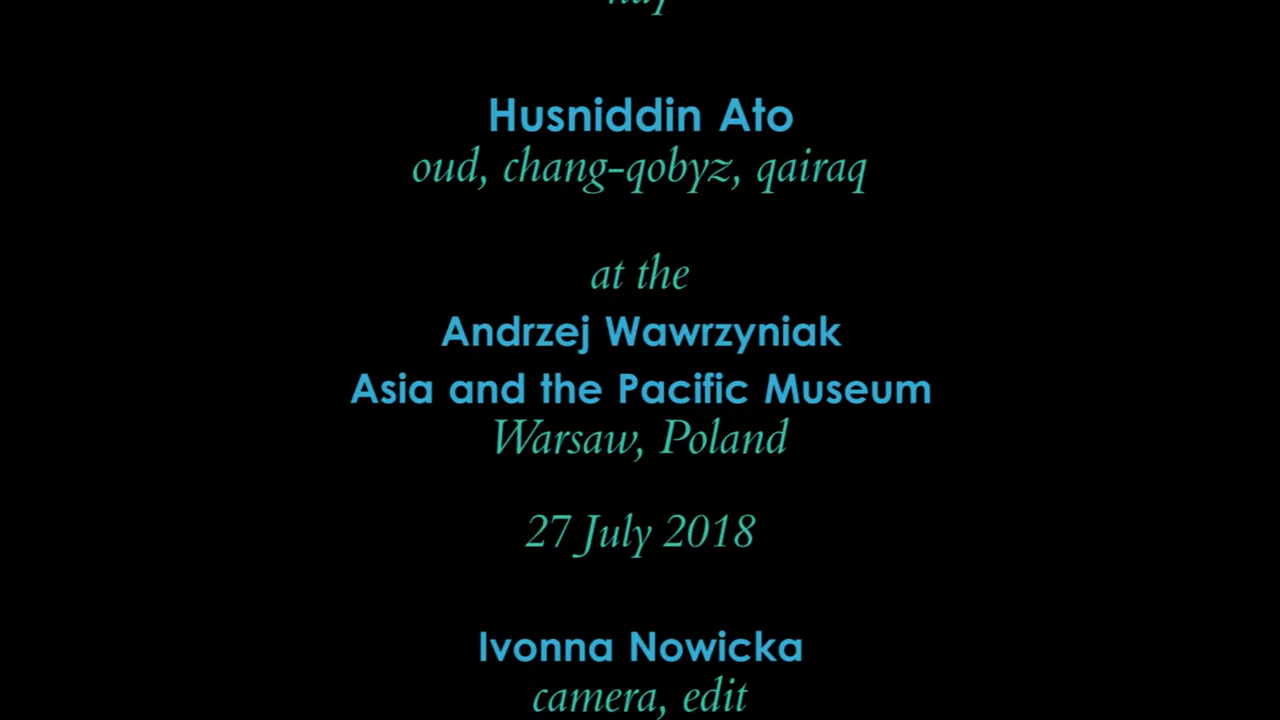 Husniddin Ato
oud, chang-qobyz, qairaq
at the
Andrzej Wawrzyniak
Asia and the Pacific Museum
Warsaw, Poland
27 July 2018
Ivonna Nowicka
camera, edit